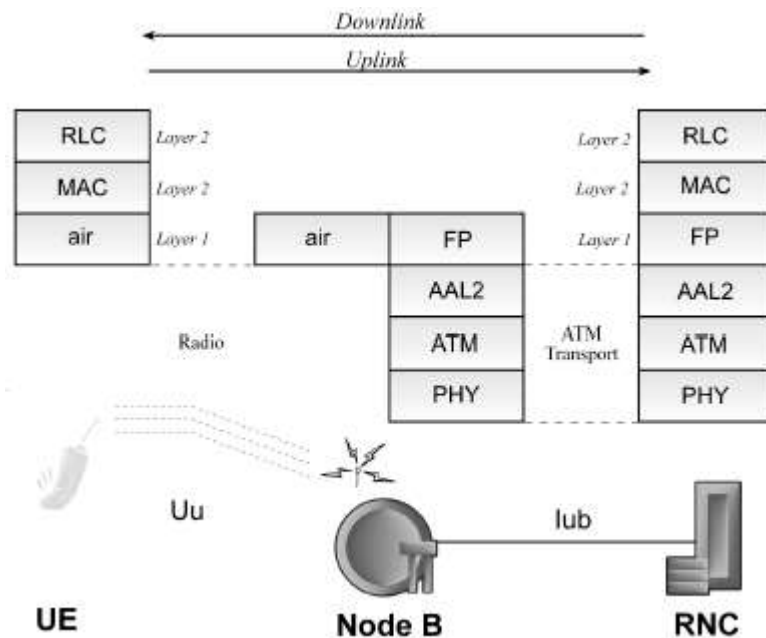 Downlink
Uplink
RLC Layer 2 Layer 2 RLC
MAC Layer 2 Layer 2 MAC
air Layer 1 air FP Layer 1 FP
AAL2 AAL2
Radio ATM ATM
Transport ATM
PHY PHY
Uu Iub
UE Node B RNC